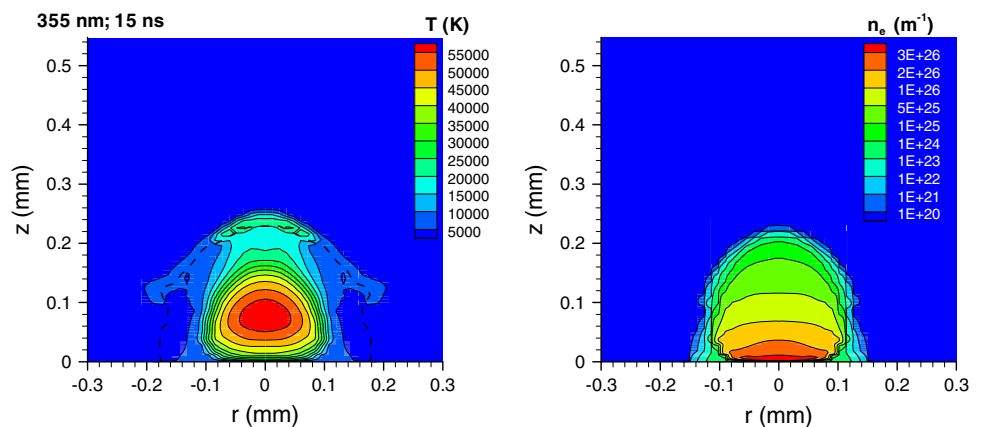 355 nm; 15 ns
T (K)
55000
50000
45000
40000
35000
30000
25000
20000
15000
10000
5000
z (mm)
0.5
0.4
0.3
0.2
0.1
0
-0.3
-0.2
-0.1
0
0.1
0.2
0.3
r (mm)
nₑ (m⁻¹)
3E+26
2E+26
1E+26
5E+25
1E+25
1E+24
1E+23
1E+22
1E+21
1E+20
z (mm)
0.5
0.4
0.3
0.2
0.1
0
-0.3
-0.2
-0.1
0
0.1
0.2
0.3
r (mm)